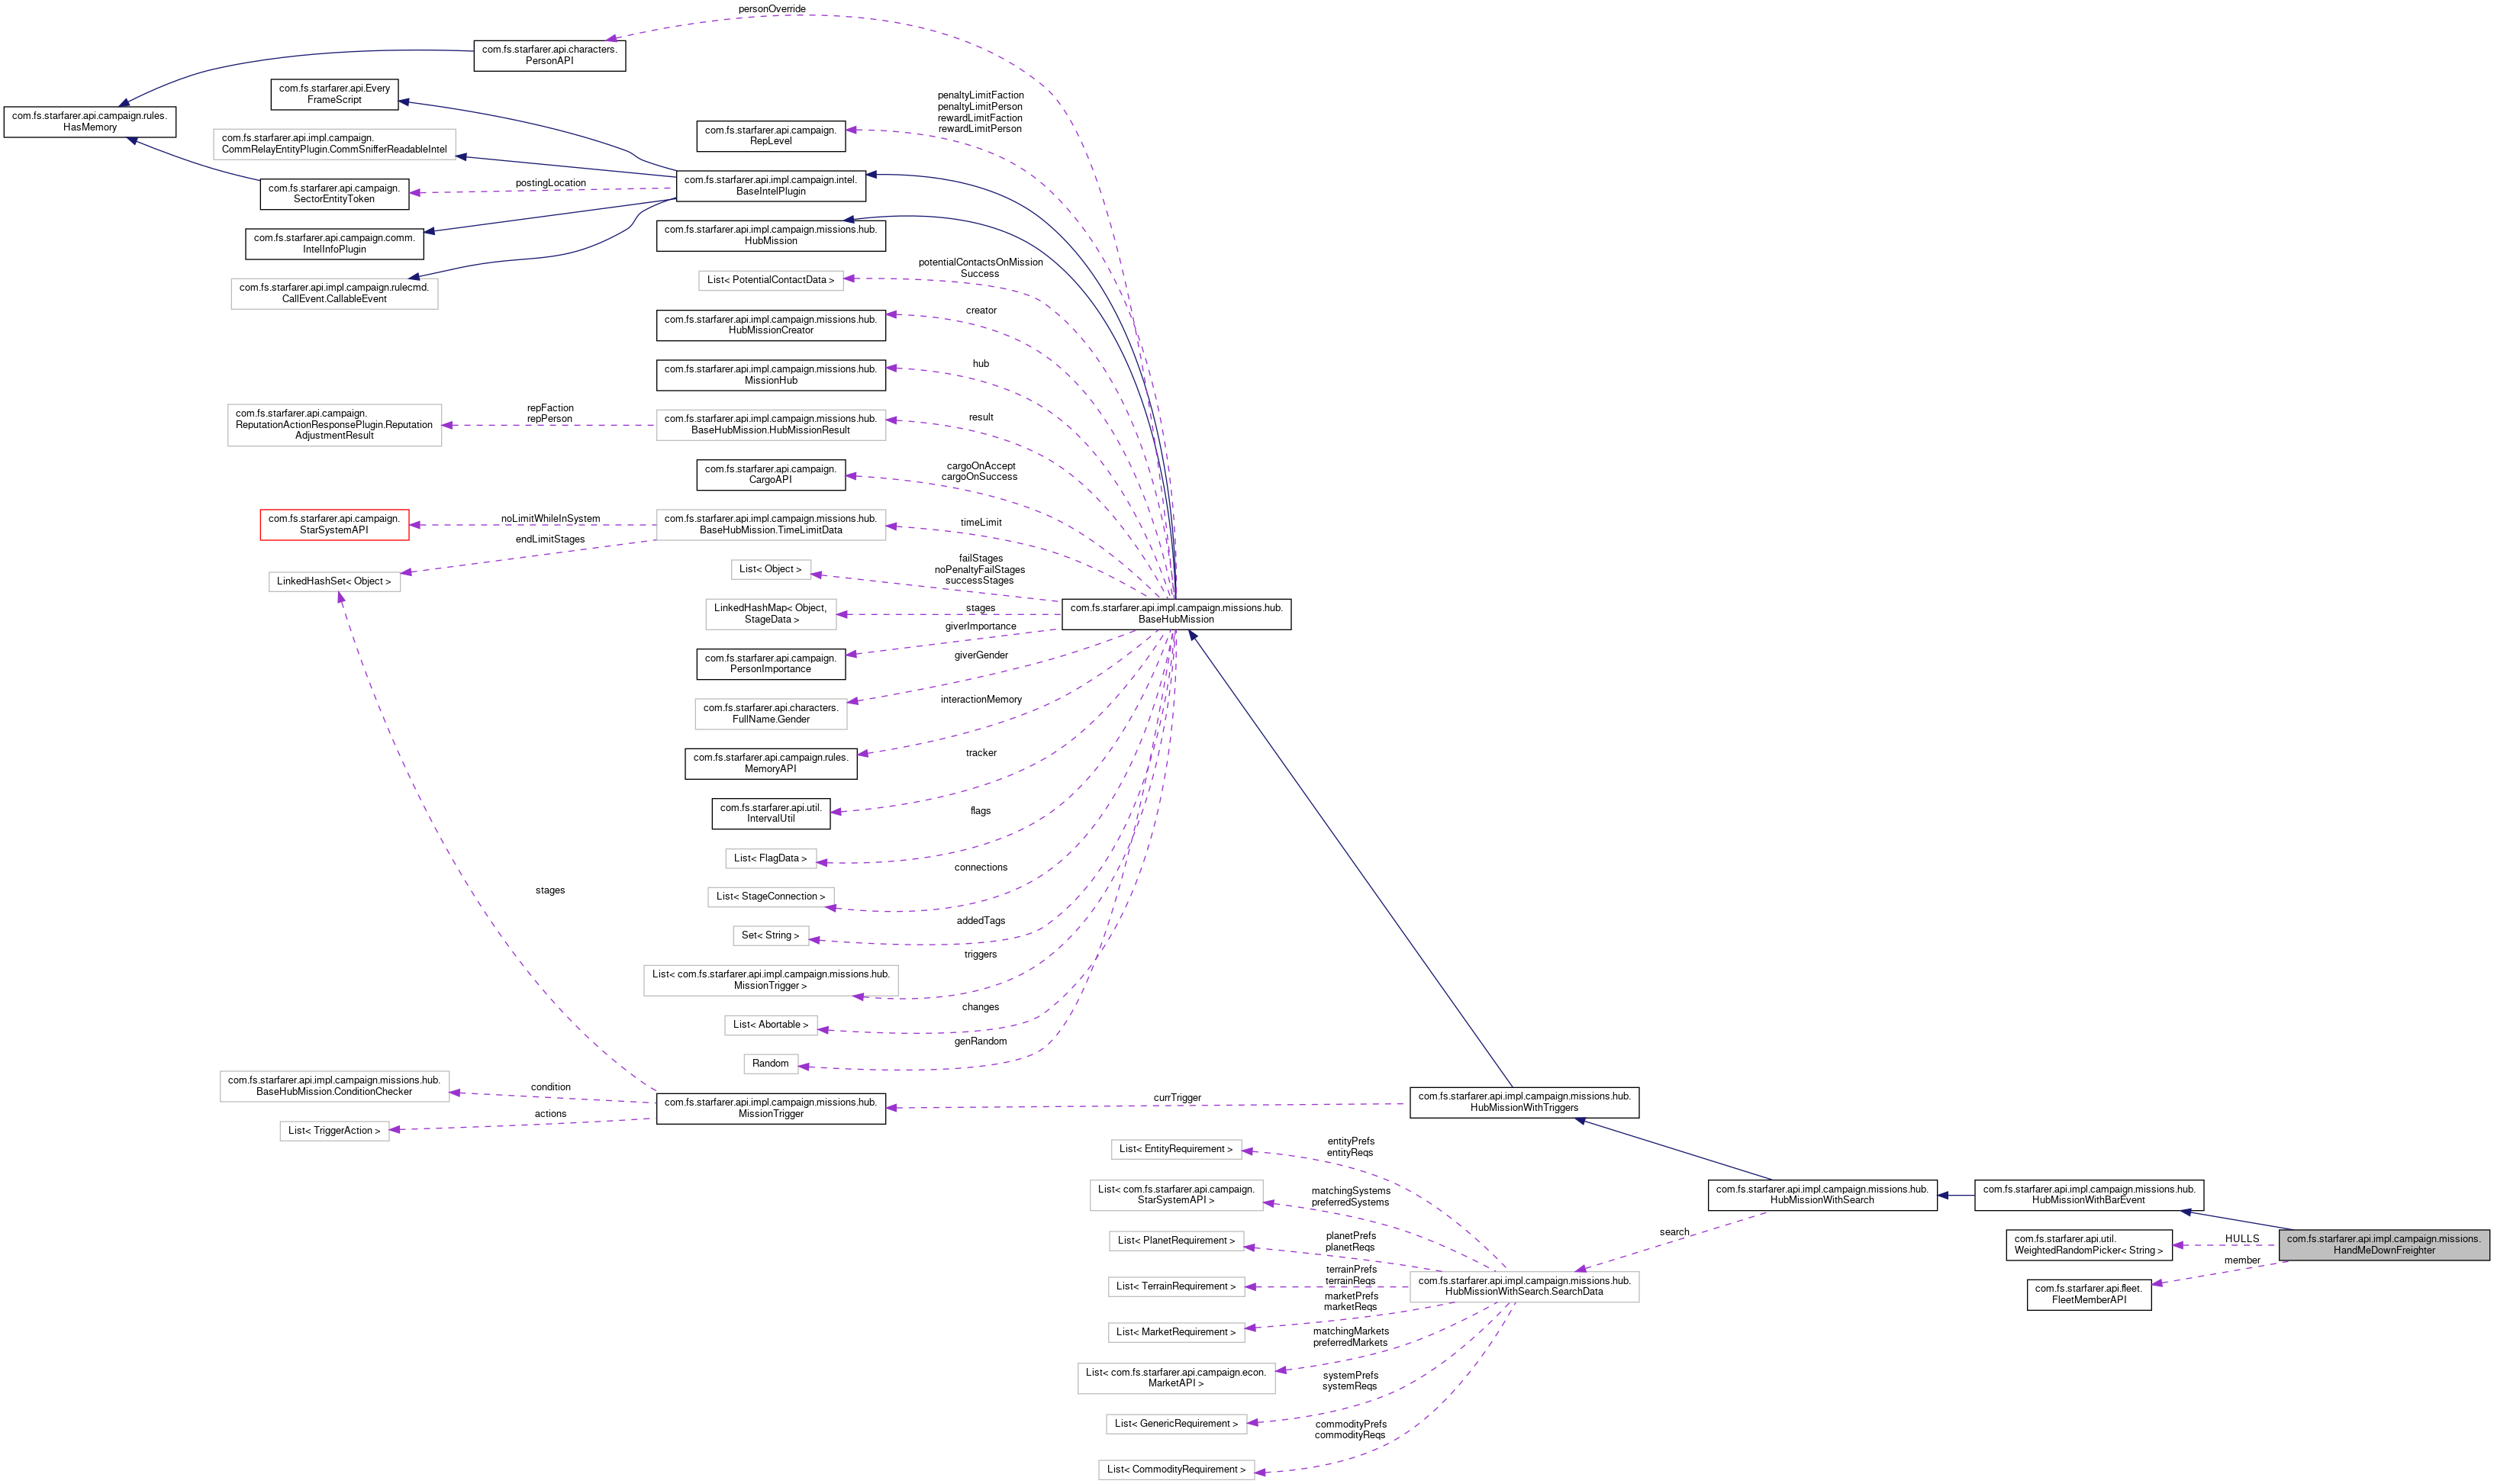 personOverride
com.fs.starfarer.api.characters.
PersonAPI
com.fs.starfarer.api.Every
FrameScript
com.fs.starfarer.api.campaign.rules.
HasMemory
com.fs.starfarer.api.impl.campaign.
CommRelayEntityPlugin.CommSnifferReadableIntel
com.fs.starfarer.api.campaign.
SectorEntityToken
postingLocation
com.fs.starfarer.api.campaign.comm.
IntelInfoPlugin
com.fs.starfarer.api.impl.campaign.rulecmd.
CallEvent.CallableEvent
penaltyLimitFaction
penaltyLimitPerson
rewardLimitFaction
rewardLimitPerson
com.fs.starfarer.api.campaign.
RepLevel
com.fs.starfarer.api.impl.campaign.intel.
BaseIntelPlugin
com.fs.starfarer.api.impl.campaign.missions.hub.
HubMission
potentialContactsOnMission
Success
List< PotentialContactData >
creator
com.fs.starfarer.api.impl.campaign.missions.hub.
HubMissionCreator
hub
com.fs.starfarer.api.impl.campaign.missions.hub.
MissionHub
result
com.fs.starfarer.api.impl.campaign.missions.hub.
BaseHubMission.HubMissionResult
repFaction
repPerson
com.fs.starfarer.api.campaign.
ReputationActionResponsePlugin.Reputation
AdjustmentResult
cargoOnAccept
cargoOnSuccess
com.fs.starfarer.api.campaign.
CargoAPI
timeLimit
com.fs.starfarer.api.impl.campaign.missions.hub.
BaseHubMission.TimeLimitData
noLimitWhileInSystem
com.fs.starfarer.api.campaign.
StarSystemAPI
endLimitStages
LinkedHashSet< Object >
failStages
noPenaltyFailStages
successStages
List< Object >
stages
LinkedHashMap< Object,
StageData >
com.fs.starfarer.api.impl.campaign.missions.hub.
BaseHubMission
giverImportance
com.fs.starfarer.api.campaign.
PersonImportance
giverGender
com.fs.starfarer.api.characters.
FullName.Gender
interactionMemory
com.fs.starfarer.api.campaign.rules.
MemoryAPI
tracker
com.fs.starfarer.api.util.
IntervalUtil
flags
List< FlagData >
connections
List< StageConnection >
stages
addedTags
Set< String >
triggers
List< com.fs.starfarer.api.impl.campaign.missions.hub.
MissionTrigger >
changes
List< Abortable >
genRandom
Random
com.fs.starfarer.api.impl.campaign.missions.hub.
BaseHubMission.ConditionChecker
condition
actions
List< TriggerAction >
com.fs.starfarer.api.impl.campaign.missions.hub.
MissionTrigger
currTrigger
com.fs.starfarer.api.impl.campaign.missions.hub.
HubMissionWithTriggers
entityPrefs
entityReqs
List< EntityRequirement >
matchingSystems
preferredSystems
List< com.fs.starfarer.api.campaign.
StarSystemAPI >
planetPrefs
planetReqs
List< PlanetRequirement >
terrainPrefs
terrainReqs
List< TerrainRequirement >
marketPrefs
marketReqs
List< MarketRequirement >
matchingMarkets
preferredMarkets
List< com.fs.starfarer.api.campaign.econ.
MarketAPI >
systemPrefs
systemReqs
List< GenericRequirement >
commodityPrefs
commodityReqs
List< CommodityRequirement >
com.fs.starfarer.api.impl.campaign.missions.hub.
HubMissionWithSearch.SearchData
search
com.fs.starfarer.api.impl.campaign.missions.hub.
HubMissionWithSearch
com.fs.starfarer.api.impl.campaign.missions.hub.
HubMissionWithBarEvent
com.fs.starfarer.api.util.
WeightedRandomPicker< String >
HULLS
com.fs.starfarer.api.impl.campaign.missions.
HandMeDownFreighter
member
com.fs.starfarer.api.fleet.
FleetMemberAPI